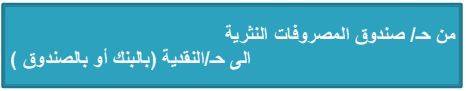 من حـ/ صندوق المصروفات النثرية
الى حـ/النقدية (بالبنك أو بالصندوق )